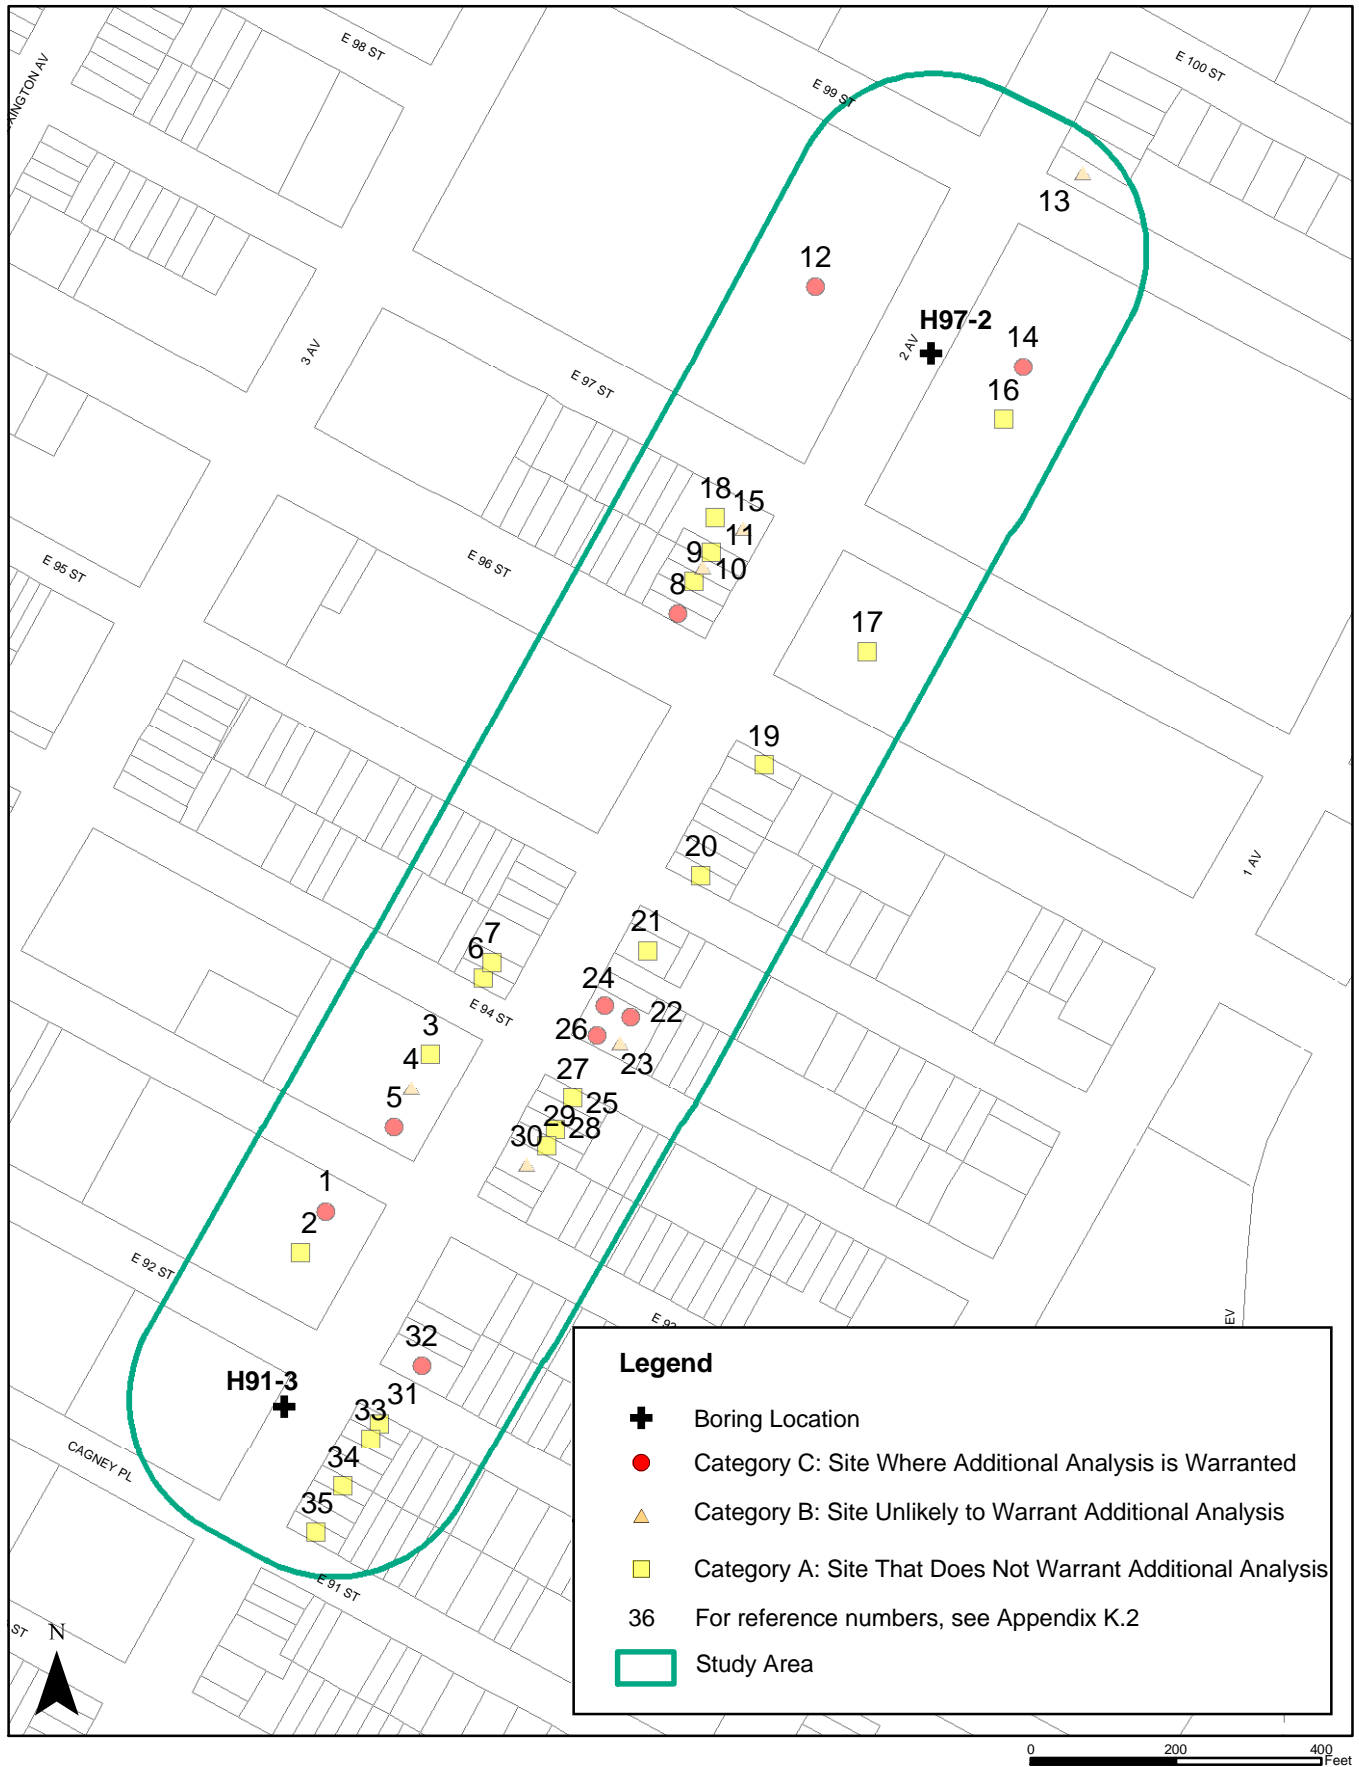 E 98 ST
E 100 ST
XINGTON AV
E 99 ST
13
12
H97-2
2 AV
14
16
3 AV
E 97 ST
18
15
11
9
10
8
E 96 ST
E 95 ST
17
19
20
1 AV
21
7
6
E 94 ST
24
22
26
23
3
4
5
27
25
29
28
30
1
2
E 92 ST
32
H91-3
31
33
CAGNEY PL
34
35
E 91 ST
ST
EV
N
Legend
Boring Location
Category C: Site Where Additional Analysis is Warranted
Category B: Site Unlikely to Warrant Additional Analysis
Category A: Site That Does Not Warrant Additional Analysis
36 For reference numbers, see Appendix K.2
Study Area
0 200 400
Feet